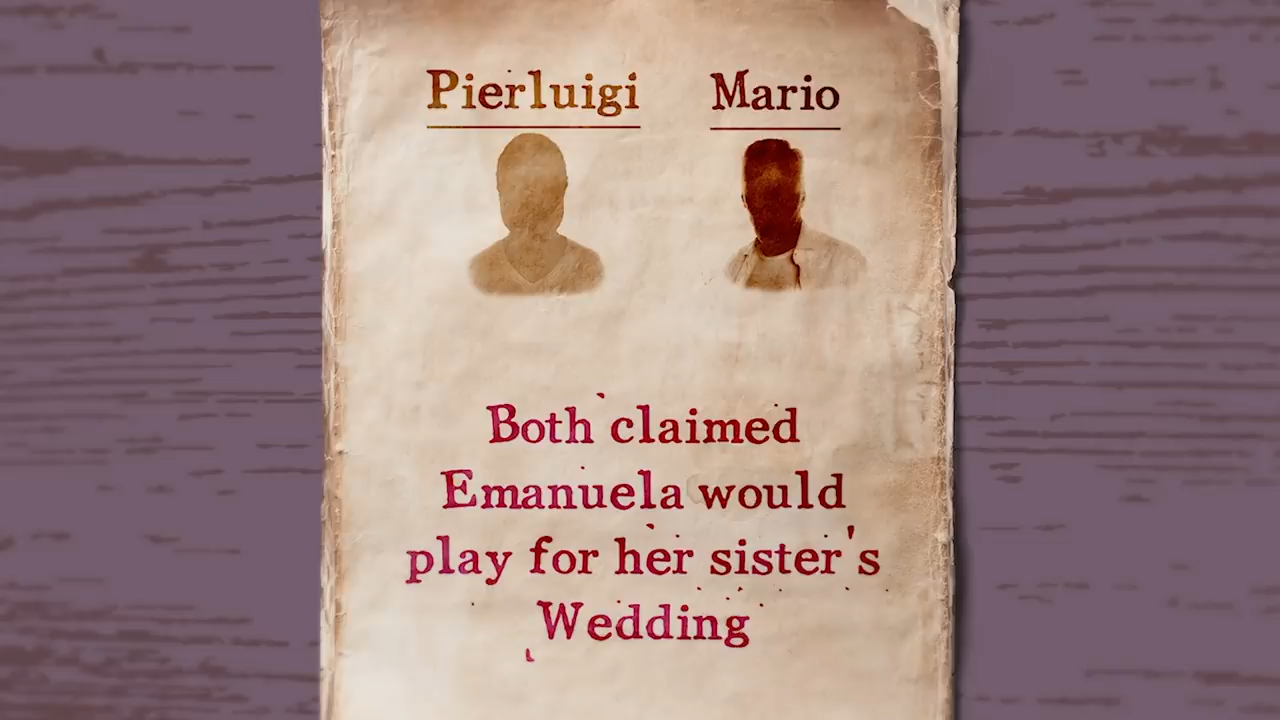 Pierluigi Mario
Both claimed
Emanuela would
play for her sister's
Wedding